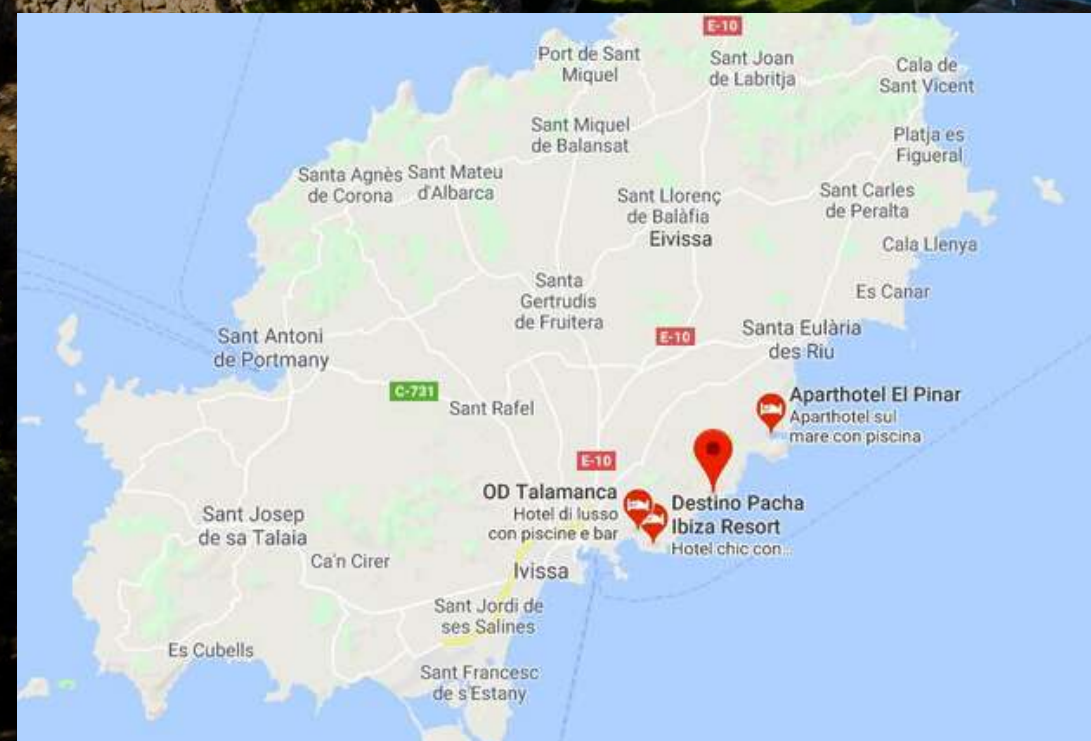 E-10
Port de Sant
Miquel
Sant Joan
de Labritja
Cala de
Sant Vicent
Sant Miquel
de Balansat
Platja es
Figueral
Santa Agnès
de Corona
Sant Mateu
d'Albarca
Sant Llorenç
de Balàfia
Eivissa
Sant Carles
de Peralta
Cala Llenya
Santa
Gertrudis
de Fruitera
Es Canar
Sant Antoni
de Portmany
E-10
Santa Eulària
des Riu
C-731
Sant Rafel
Aparthotel El Pinar
Aparthotel sul
mare con piscina
E-10
OD Talamanca
Hotel di lusso
con piscine e bar
Destino Pacha
Ibiza Resort
Hotel chic con...
Sant Josep
de sa Talaia
Ca'n Cirer
Ivissa
Sant Jordi de
ses Salines
Es Cubells
Sant Francesc
de s'Estany